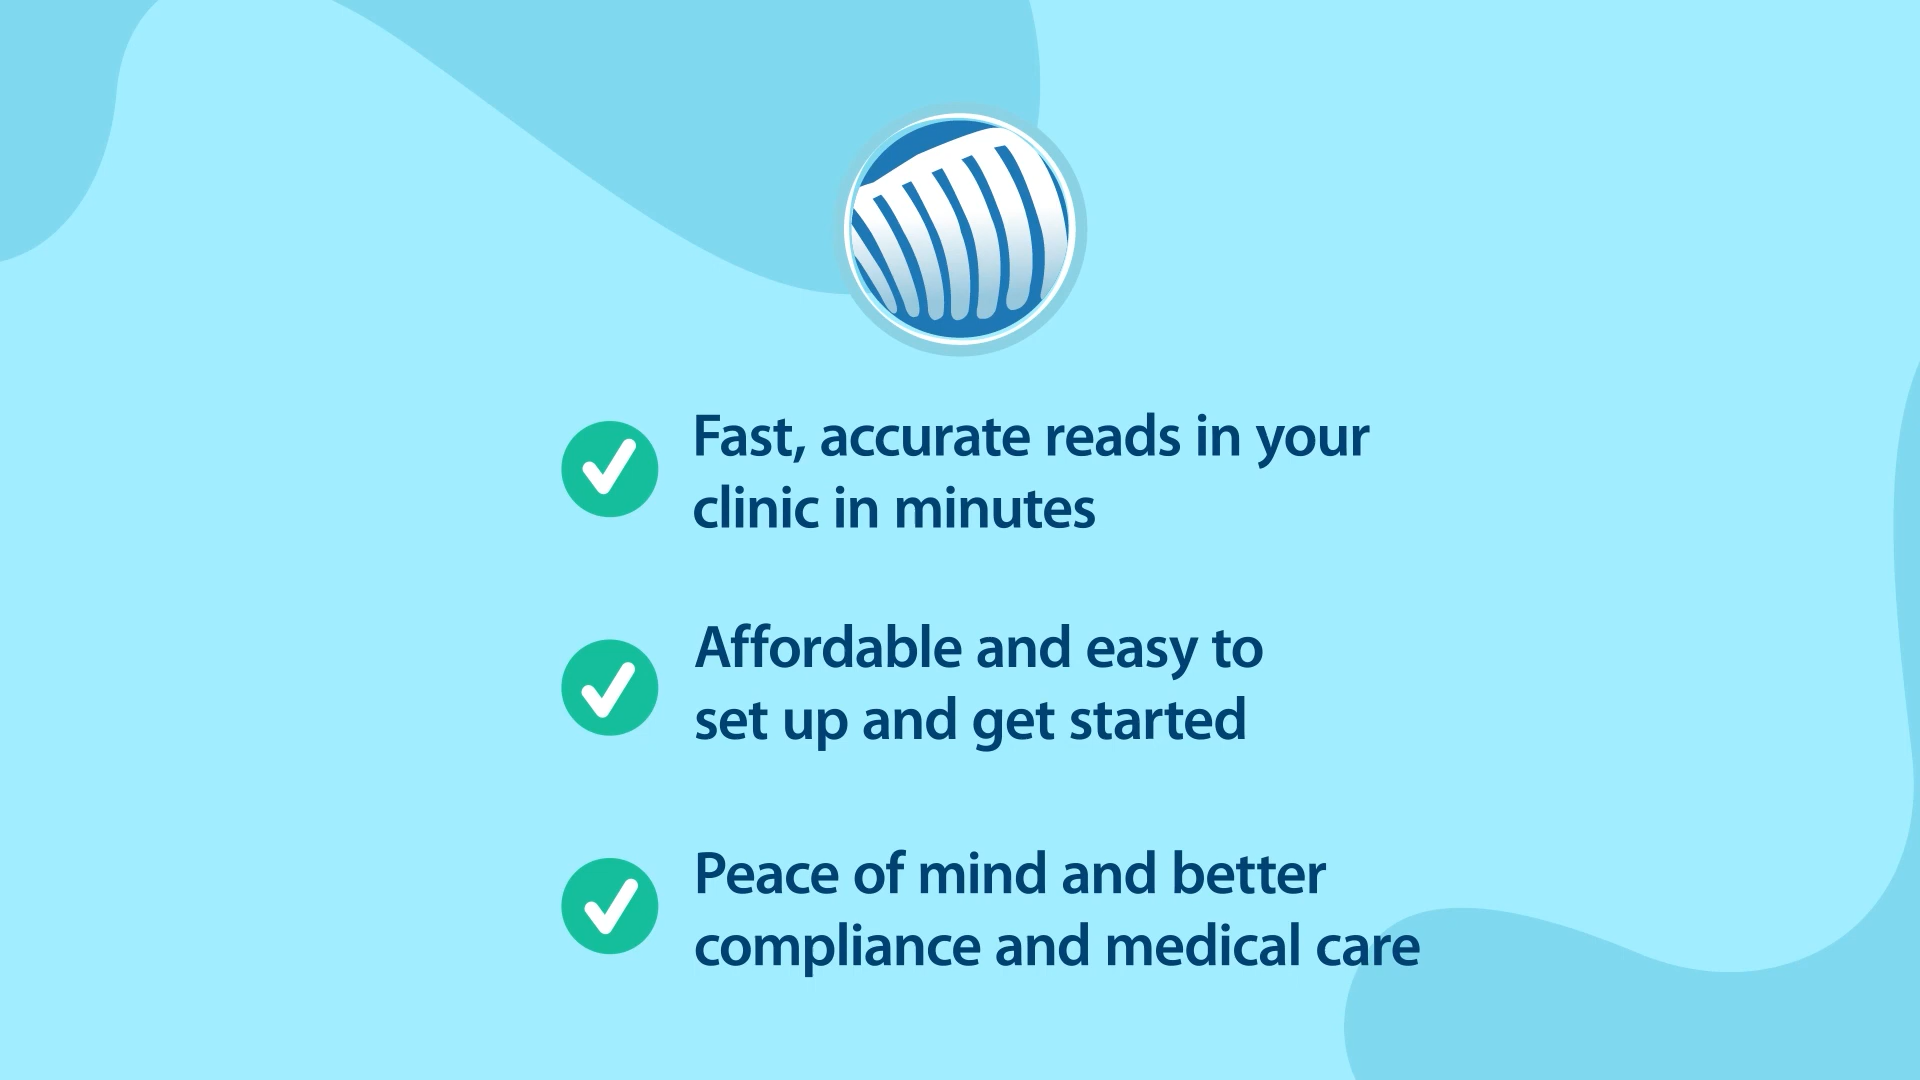 Fast, accurate reads in your
clinic in minutes
Affordable and easy to
set up and get started
Peace of mind and better
compliance and medical care